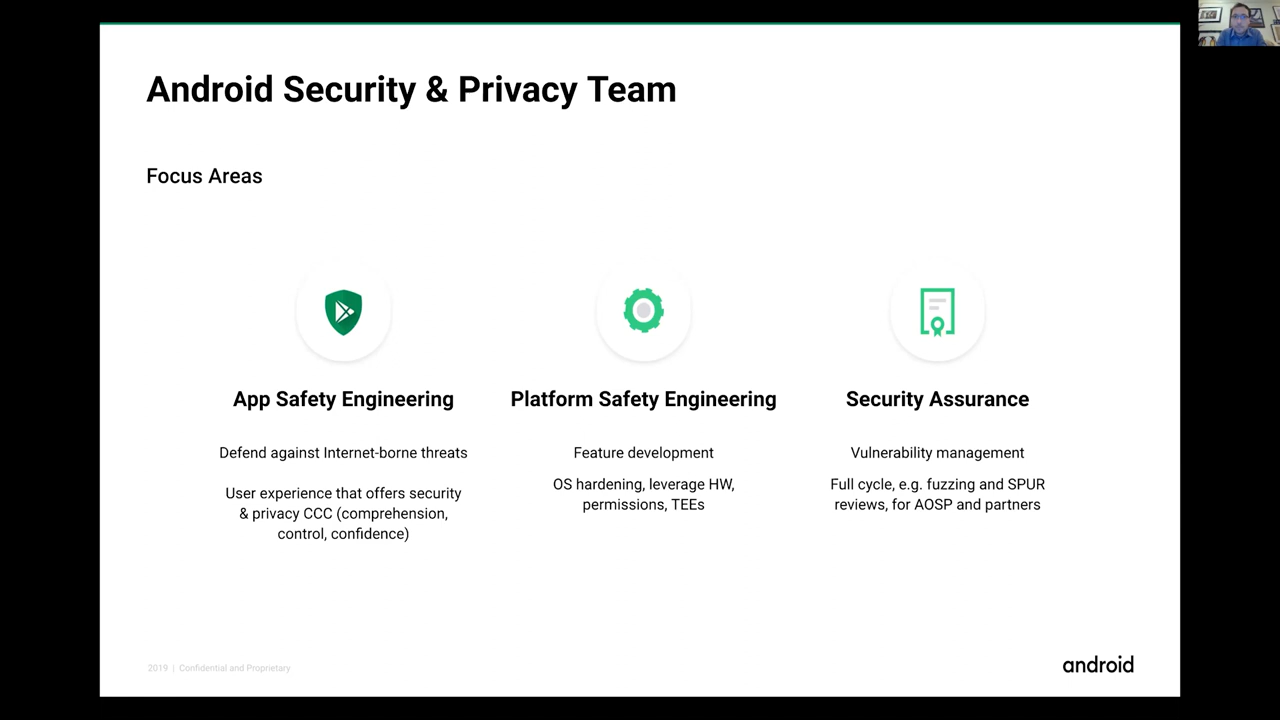 Android Security & Privacy Team
Focus Areas
App Safety Engineering
Defend against Internet-borne threats
User experience that offers security
& privacy CCC (comprehension,
control, confidence)
Platform Safety Engineering
Feature development
OS hardening, leverage HW,
permissions, TEEs
Security Assurance
Vulnerability management
Full cycle, e.g. fuzzing and SPUR
reviews, for AOSP and partners
2019 | Confidential and Proprietary
android